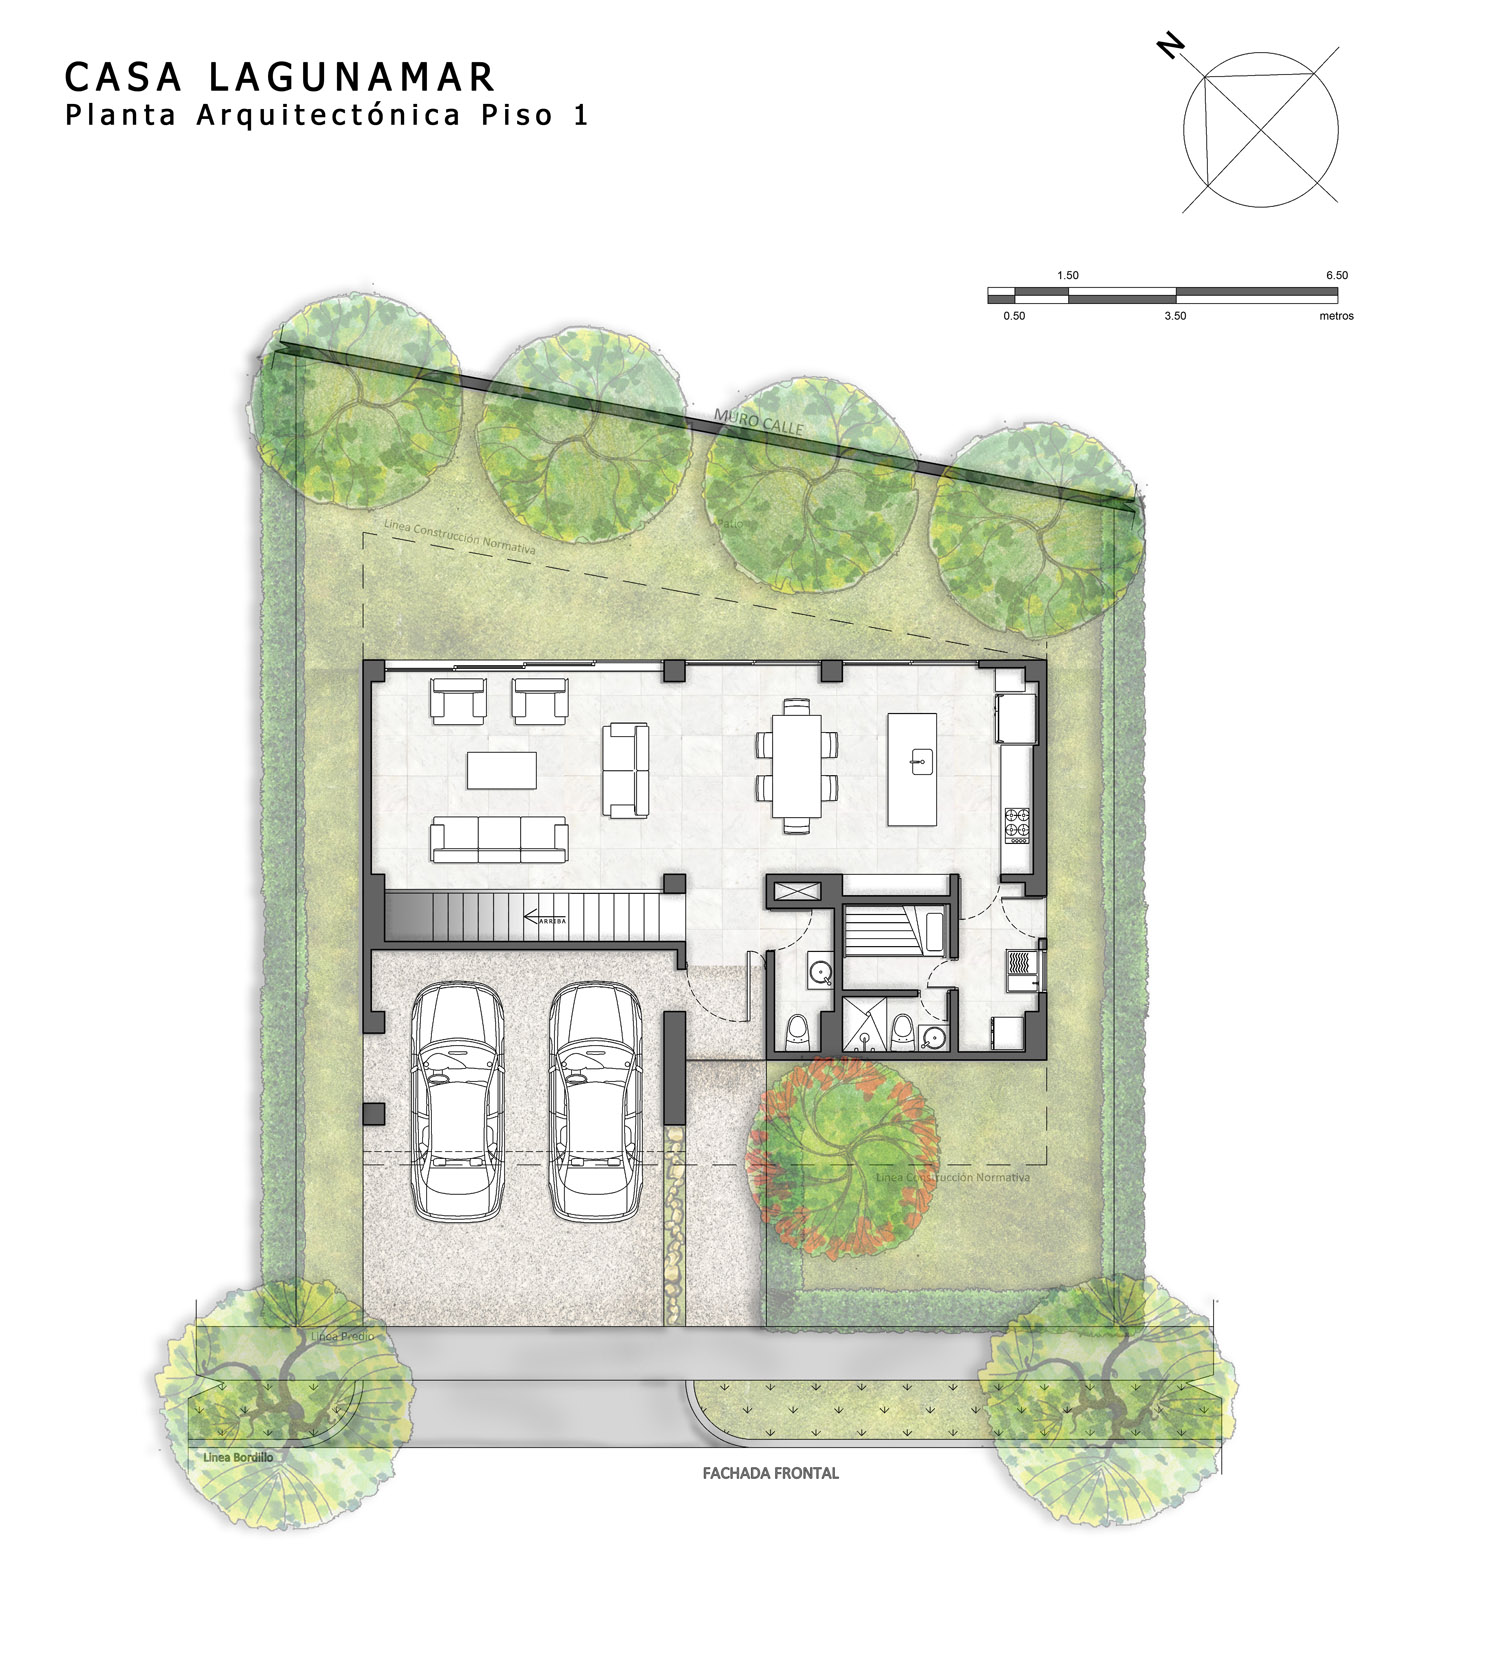 CASA LAGUNAMAR
Planta Arquitectónica Piso 1
N
1.50 6.50
0.50 3.50 metros
MURO CALLE
Patio
Linea Construcción Normativa
ARRIBA
Linea Construcción Normativa
Linea Predio
Linea Bordillo
FACHADA FRONTAL